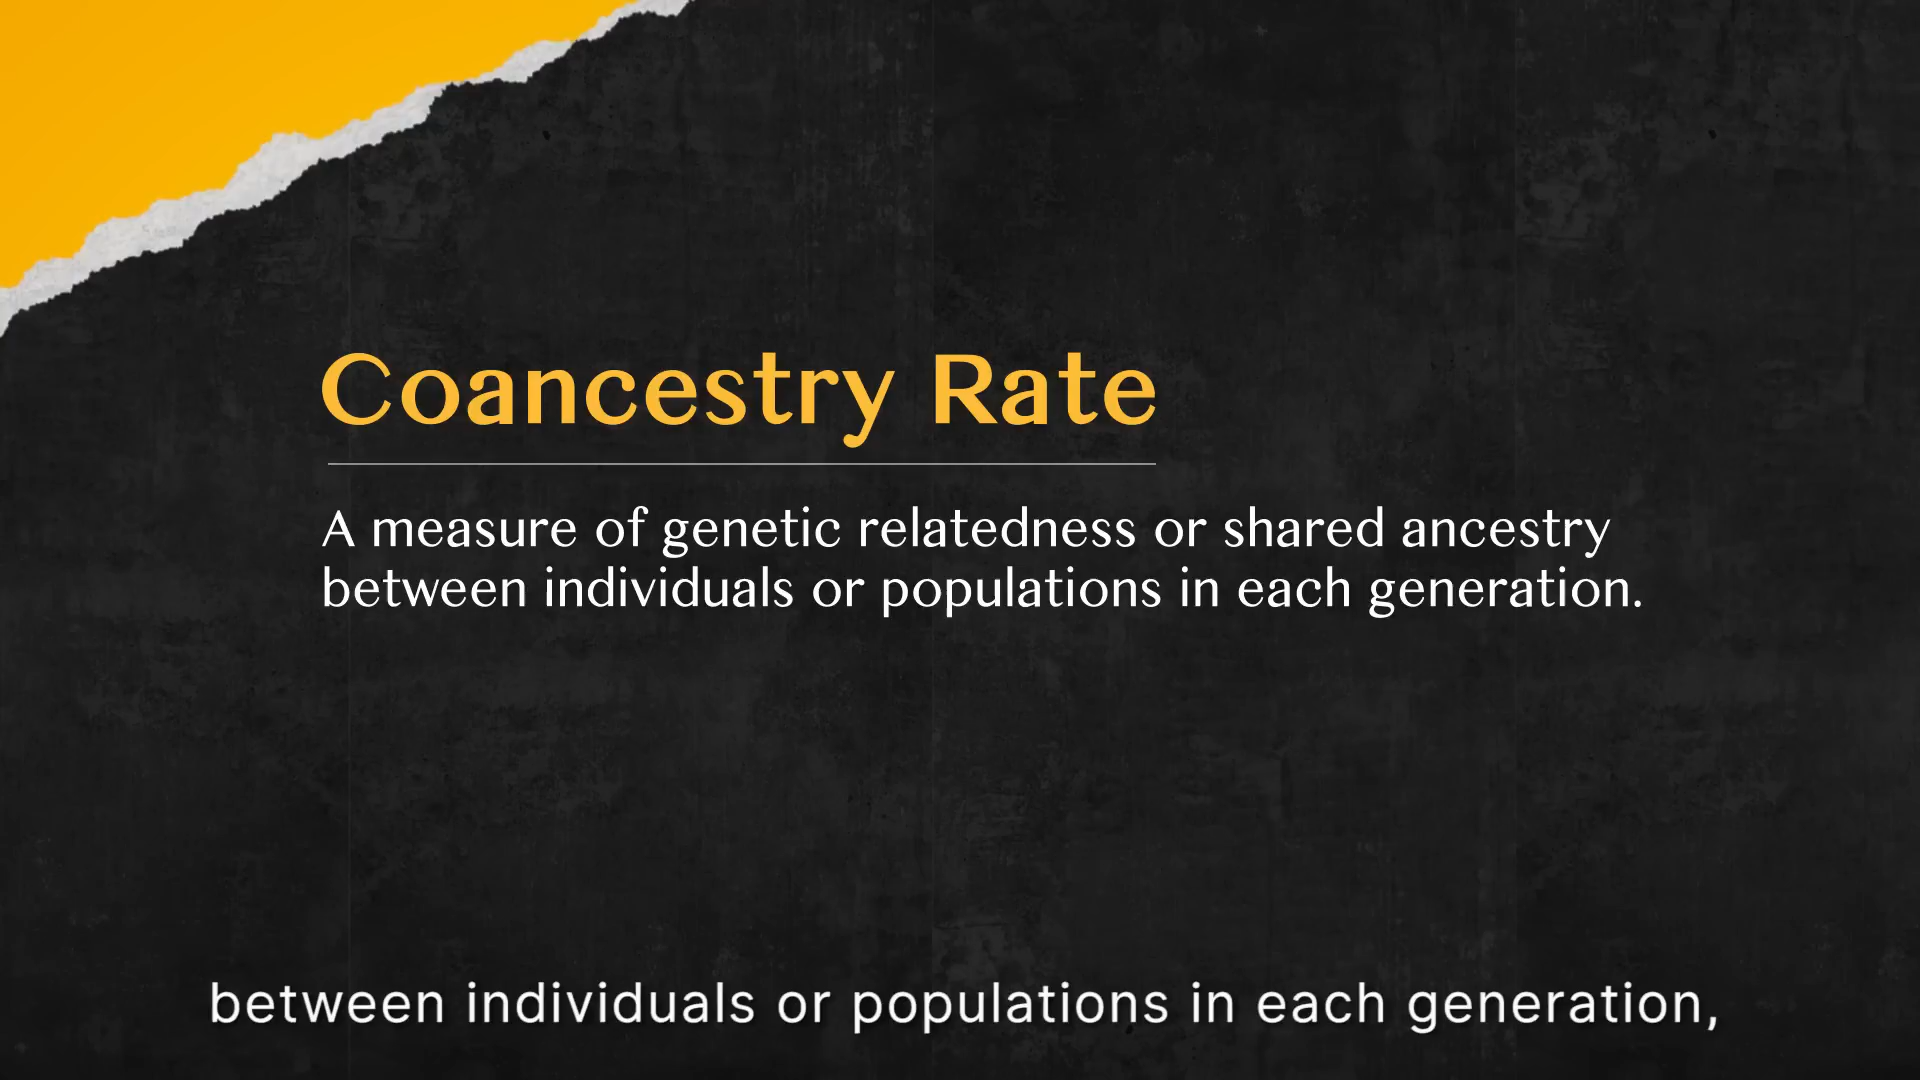 Coancestry Rate
A measure of genetic relatedness or shared ancestry
between individuals or populations in each generation.
between individuals or populations in each generation,